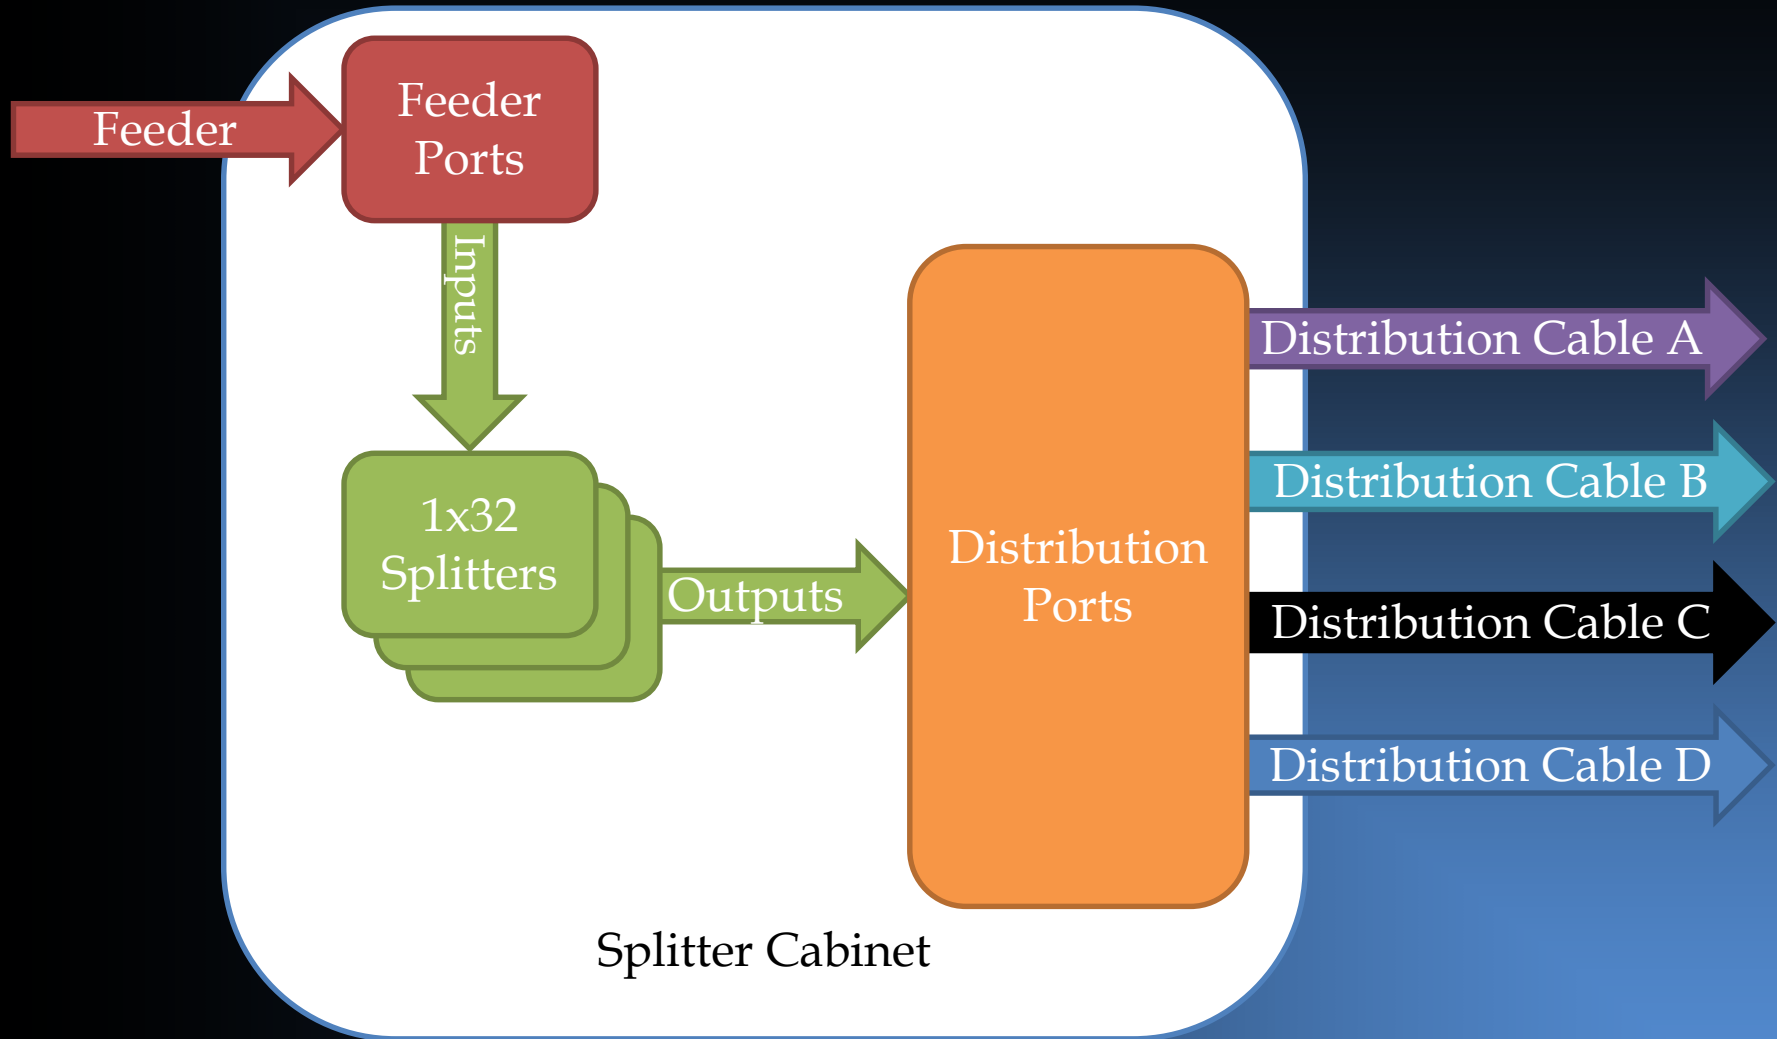 Feeder
Feeder
Ports
Inputs
1x32
Splitters
Outputs
Distribution
Ports
Distribution Cable A
Distribution Cable B
Distribution Cable C
Distribution Cable D
Splitter Cabinet